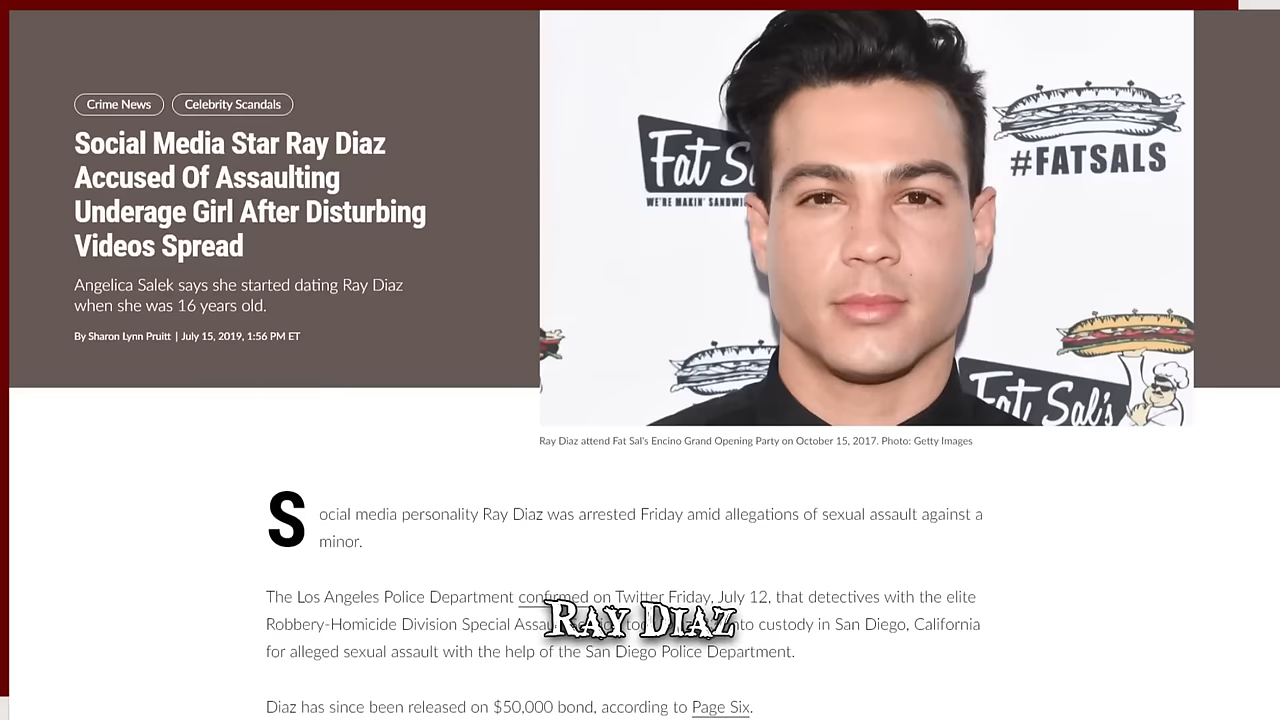 Crime News
Celebrity Scandals
Social Media Star Ray Diaz
Accused Of Assaulting
Underage Girl After Disturbing
Videos Spread
Angelica Salek says she started dating Ray Diaz
when she was 16 years old.
By Sharon Lynn Pruitt | July 15, 2019, 1:56 PM ET
Fat Sa
WE'RE MAKIN' SANDWI
#FATSALS
Fat Sal's
Ray Diaz attend Fat Sal's Encino Grand Opening Party on October 15, 2017. Photo: Getty Images
Social media personality Ray Diaz was arrested Friday amid allegations of sexual assault against a
minor.
The Los Angeles Police Department confirmed on Twitter Friday, July 12, that detectives with the elite
Robbery-Homicide Division Special Assau into custody in San Diego, California
RAY DIAZ
for alleged sexual assault with the help of the San Diego Police Department.
Diaz has since been released on $50,000 bond, according to Page Six.